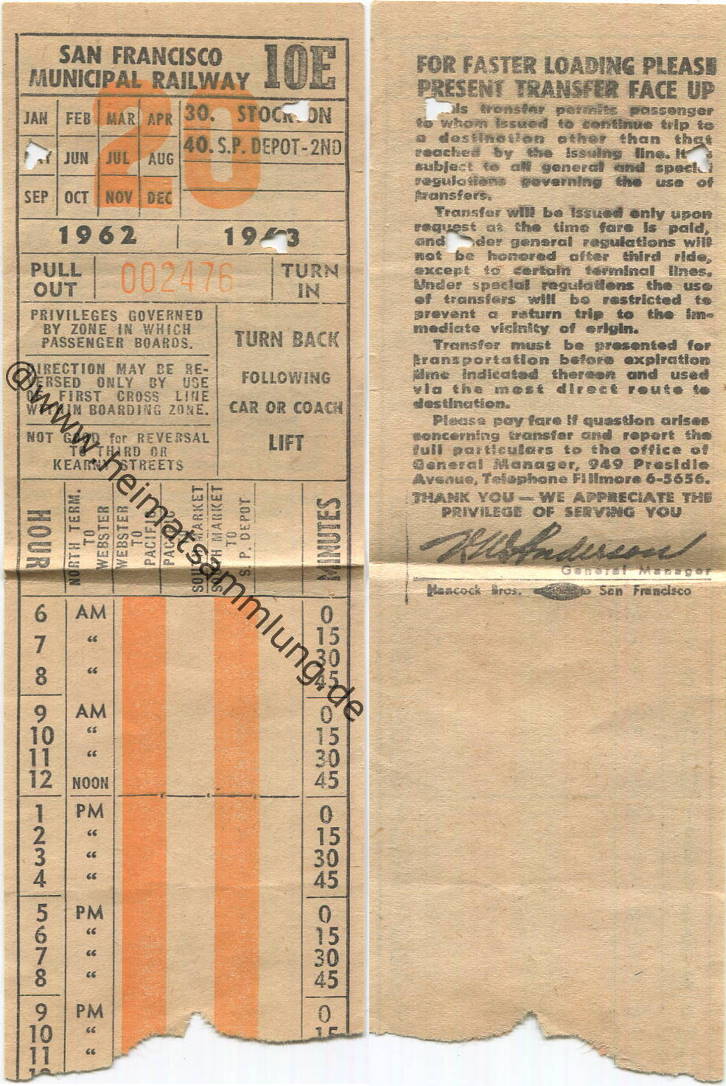 SAN FRANCISCO
MUNICIPAL RAILWAY
10E
20
JAN FEB MAR APR
JUN JUL AUG
SEP OCT NOV DEC
30. STOCKTON
40. S.P. DEPOT-2ND
1962 1963
PULL OUT
002476
TURN IN
PRIVILEGES GOVERNED
BY ZONE IN WHICH
PASSENGER BOARDS.
DIRECTION MAY BE RE-
VERSED ONLY BY USE
OF FIRST CROSS LINE
WITHIN BOARDING ZONE.
NOT GOOD for REVERSAL
AT THIRD OR
KEARNY STREETS
TURN BACK
FOLLOWING
CAR OR COACH
LIFT
HOUR
NORTH TERM.
TO
WEBSTER
WEBSTER
TO
PACIFIC
PACIFIC
TO
SOUTH MARKET
SOUTH MARKET
TO
S. P. DEPOT
MINUTES
6 AM 0
7 “ 15
30
8 “ 45
9 AM 0
10 “ 15
11 “ 30
12 NOON 45
1 PM 0
2 “ 15
3 “ 30
4 “ 45
5 PM 0
6 “ 15
7 “ 30
8 “ 45
9 PM 0
10 “ 15
11 “
12
@www.heimatsammlung.de
FOR FASTER LOADING PLEASE
PRESENT TRANSFER FACE UP
This transfer permits passenger
to whom issued to continue trip to
a destination other than that
reached by the issuing line. It is
subject to all general and special
regulations governing the use of
transfers.
Transfer will be issued only upon
request at the time fare is paid,
and under general regulations will
not be honored after third ride,
except to certain terminal lines.
Under special regulations the use
of transfers will be restricted to
prevent a return trip to the im-
mediate vicinity of origin.
Transfer must be presented for
transportation before expiration
time indicated thereon and used
via the most direct route to
destination.
Please pay fare if question arises
concerning transfer and report the
full particulars to the office of
General Manager, 949 Presidio
Avenue, Telephone Fillmore 6-5656.
THANK YOU — WE APPRECIATE THE
PRIVILEGE OF SERVING YOU
General Manager
Hancock Bros. San Francisco